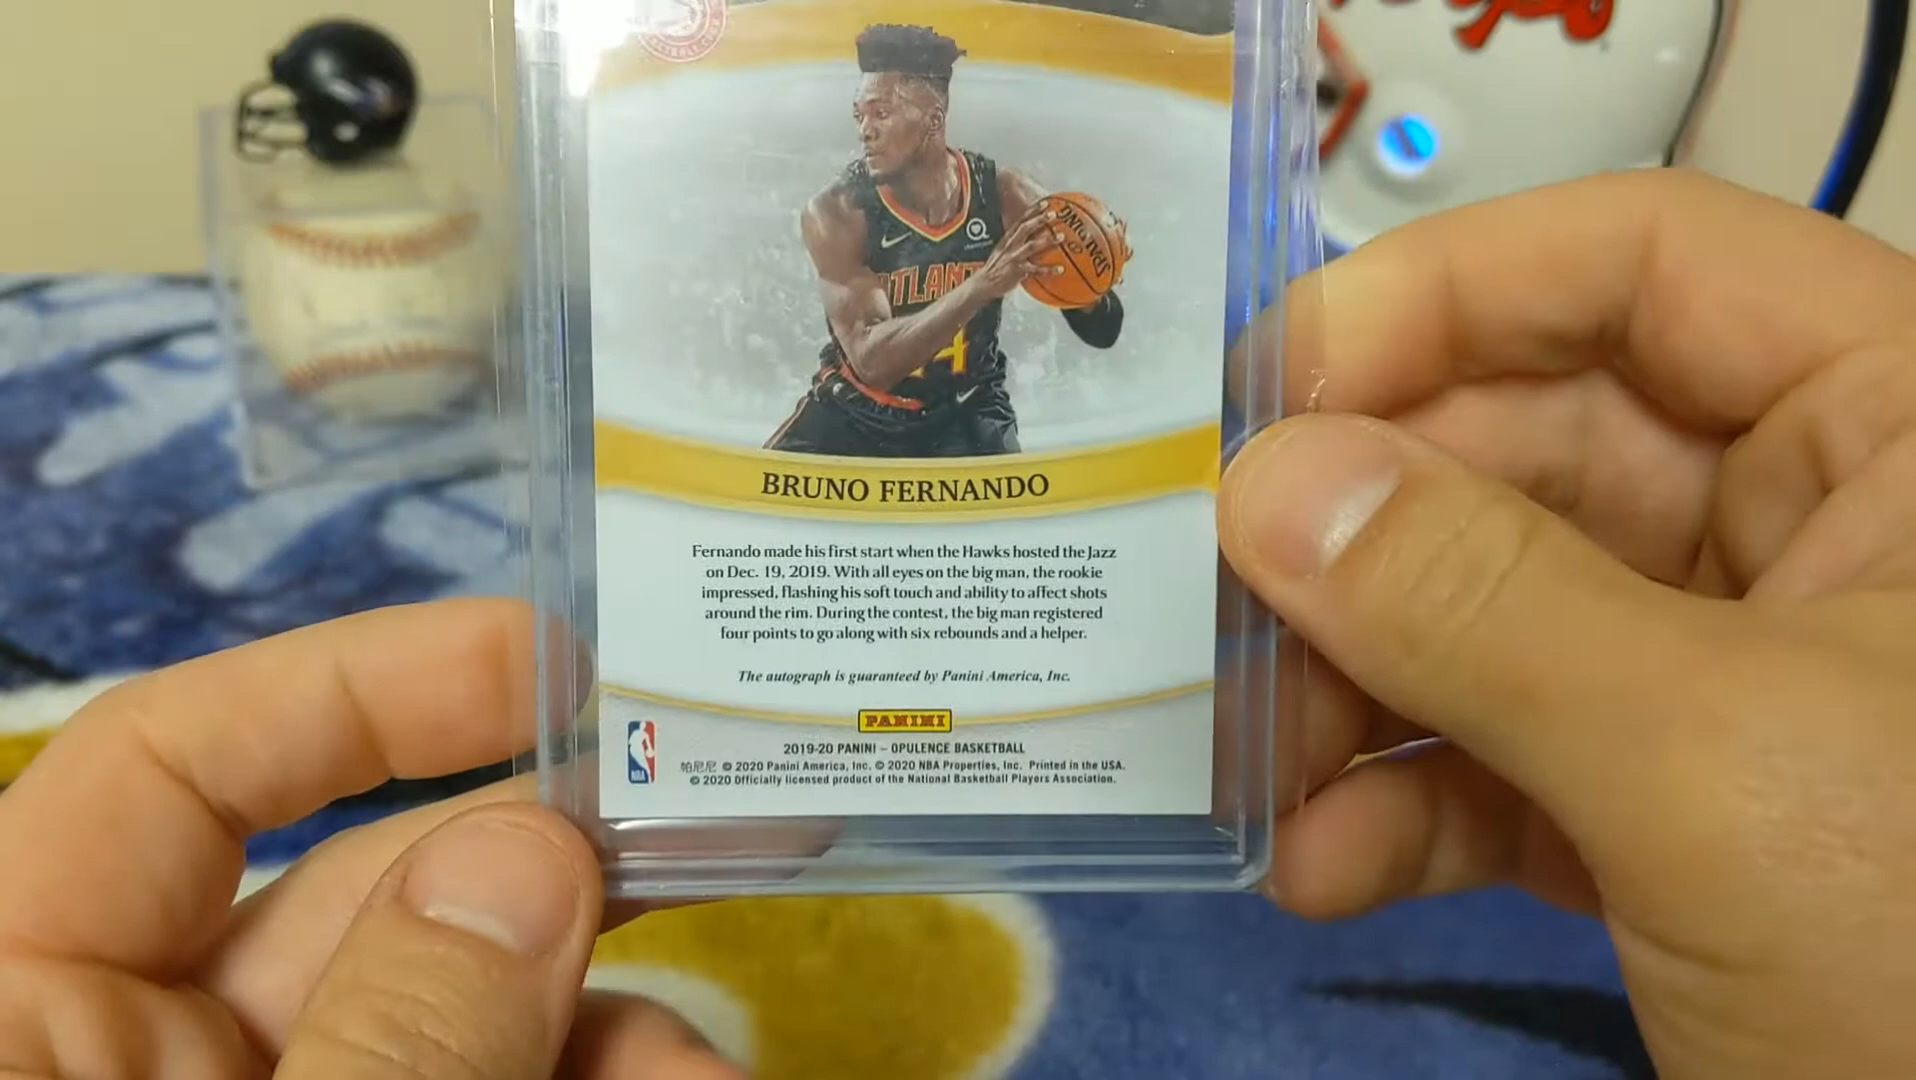 SPALDING
ATLANT
BRUNO FERNANDO
Fernando made his first start when the Hawks hosted the Jazz
on Dec. 19, 2019. With all eyes on the big man, the rookie
impressed, flashing his soft touch and ability to affect shots
around the rim. During the contest, the big man registered
four points to go along with six rebounds and a helper.
The autograph is guaranteed by Panini America, Inc.
PANINI
NBA
2019-20 PANINI – OPULENCE BASKETBALL
帕尼尼 © 2020 Panini America, Inc. © 2020 NBA Properties, Inc. Printed in the USA.
© 2020 Officially licensed product of the National Basketball Players Association.